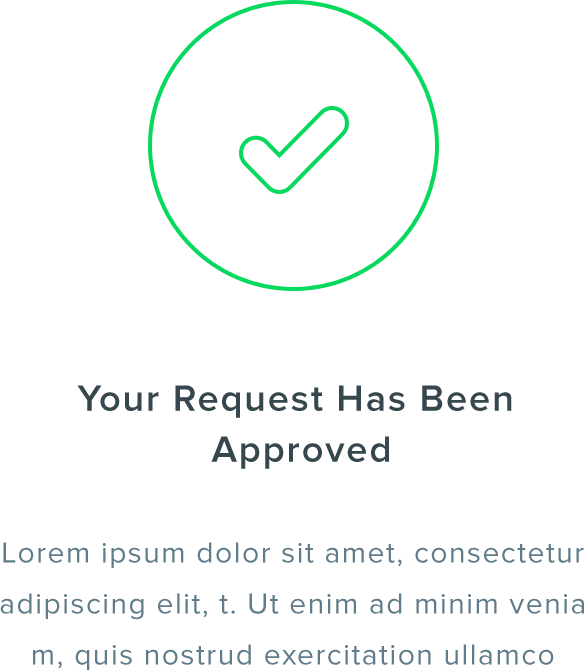 Your Request Has Been
Approved
Lorem ipsum dolor sit amet, consectetur
adipiscing elit, t. Ut enim ad minim venia
m, quis nostrud exercitation ullamco